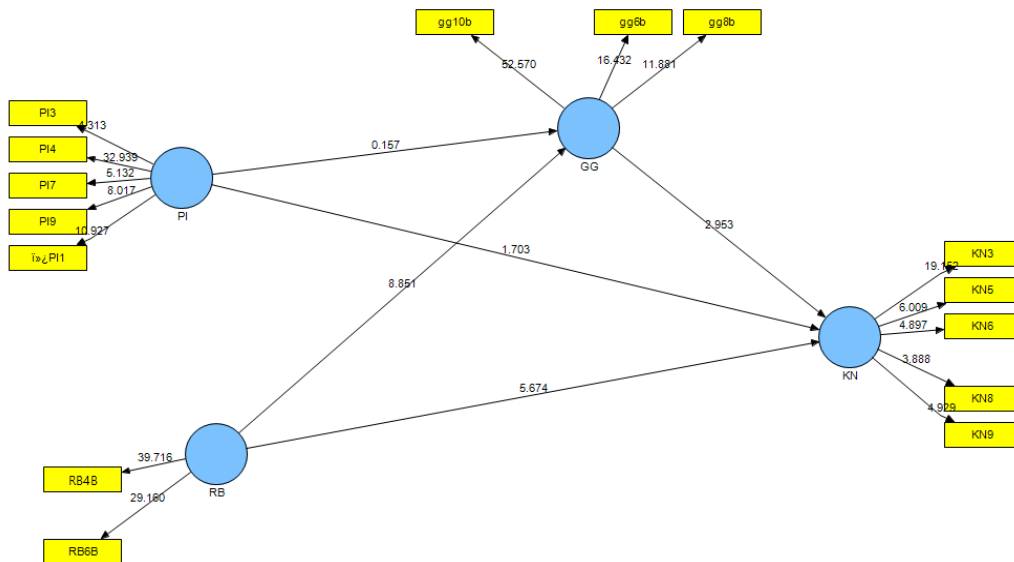 gg10b
gg6b
gg8b
52.570
16.432
11.881
PI3
4.313
PI4
32.939
PI7
5.132
PI9
8.017
ï»¿PI1
10.927
PI
0.157
GG
2.953
1.703
8.851
KN3
19.152
KN5
6.009
KN6
4.897
KN
3.888
KN8
4.929
KN9
5.674
RB4B
39.716
RB
29.160
RB6B